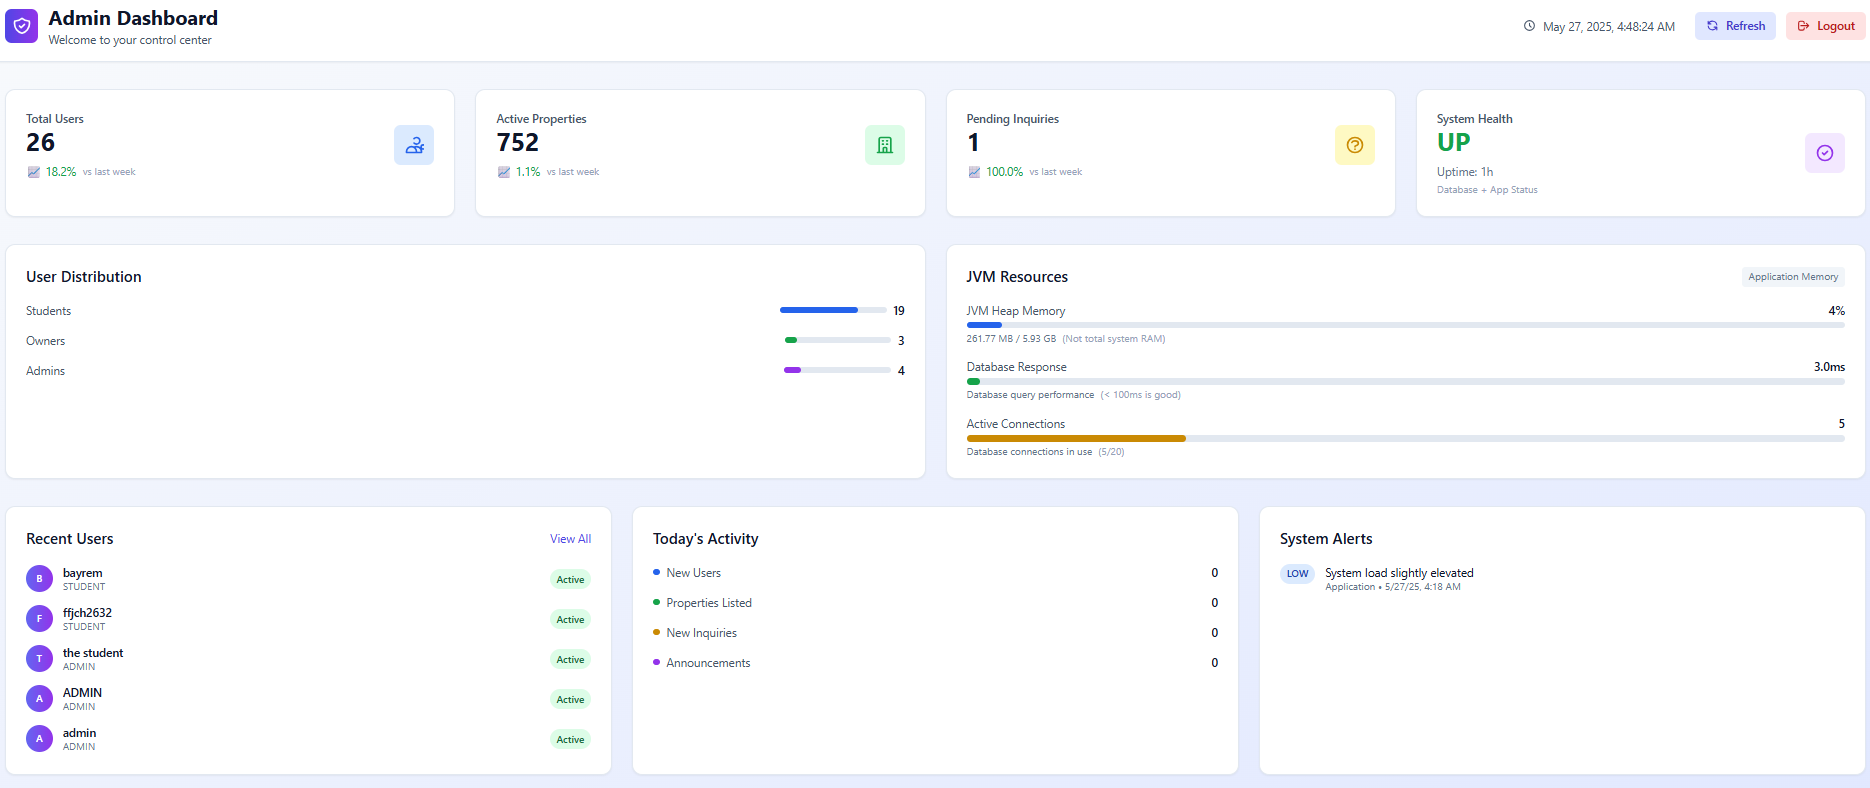 Admin Dashboard
Welcome to your control center
May 27, 2025, 4:48:24 AM
Refresh
Logout
Total Users
26
18.2% vs last week
Active Properties
752
1.1% vs last week
Pending Inquiries
1
100.0% vs last week
System Health
UP
Uptime: 1h
Database + App Status
User Distribution
Students 19
Owners 3
Admins 4
JVM Resources
Application Memory
JVM Heap Memory 4%
261.77 MB / 5.93 GB (Not total system RAM)
Database Response 3.0ms
Database query performance (< 100ms is good)
Active Connections 5
Database connections in use (5/20)
Recent Users
View All
B bayrem
STUDENT
Active
F ffjch2632
STUDENT
Active
T the student
ADMIN
Active
A ADMIN
ADMIN
Active
A admin
ADMIN
Active
Today's Activity
New Users 0
Properties Listed 0
New Inquiries 0
Announcements 0
System Alerts
LOW System load slightly elevated
Application • 5/27/25, 4:18 AM